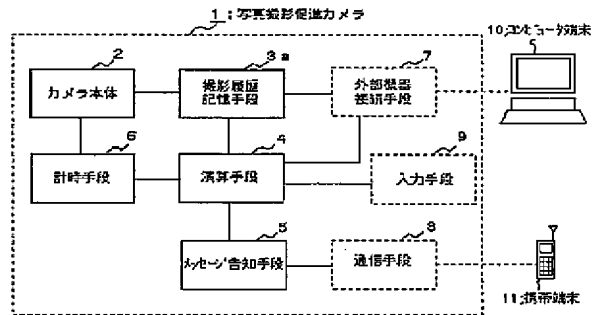 1:写真撮影促進カメラ
10;コンピュータ端末
2
カメラ本体
3a
撮影履歴
記憶手段
7
外部機器
接続手段
6
計時手段
4
演算手段
9
入力手段
5
メッセージ告知手段
8
通信手段
11;携帯端末